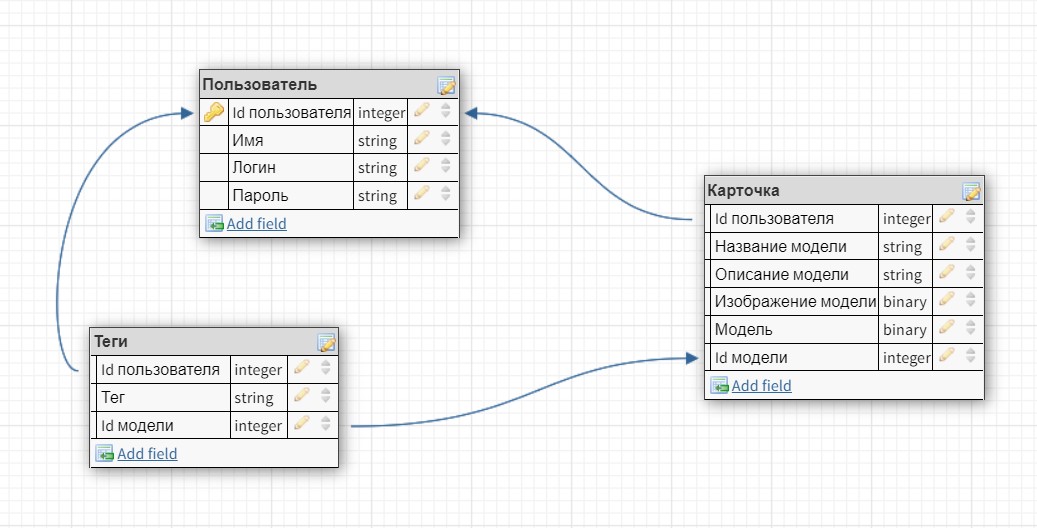 Пользователь
Id пользователя integer
Имя string
Логин string
Пароль string
Add field
Карточка
Id пользователя integer
Название модели string
Описание модели string
Изображение модели binary
Модель binary
Id модели integer
Add field
Теги
Id пользователя integer
Тег string
Id модели integer
Add field